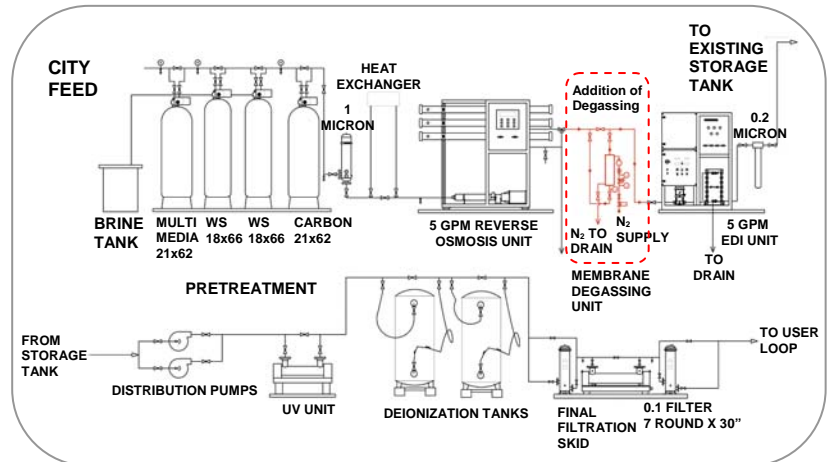 CITY
FEED
HEAT
EXCHANGER
1
MICRON
Addition of
Degassing
TO
EXISTING
STORAGE
TANK
0.2
MICRON
BRINE
TANK
MULTI
MEDIA
21x62
WS
18x66
WS
18x66
CARBON
21x62
5 GPM REVERSE
OSMOSIS UNIT
N₂ TO
DRAIN
N₂
SUPPLY
MEMBRANE
DEGASSING
UNIT
5 GPM
EDI UNIT
TO
DRAIN
PRETREATMENT
FROM
STORAGE
TANK
DISTRIBUTION PUMPS
UV UNIT
DEIONIZATION TANKS
FINAL
FILTRATION
SKID
0.1 FILTER
7 ROUND X 30”
TO USER
LOOP